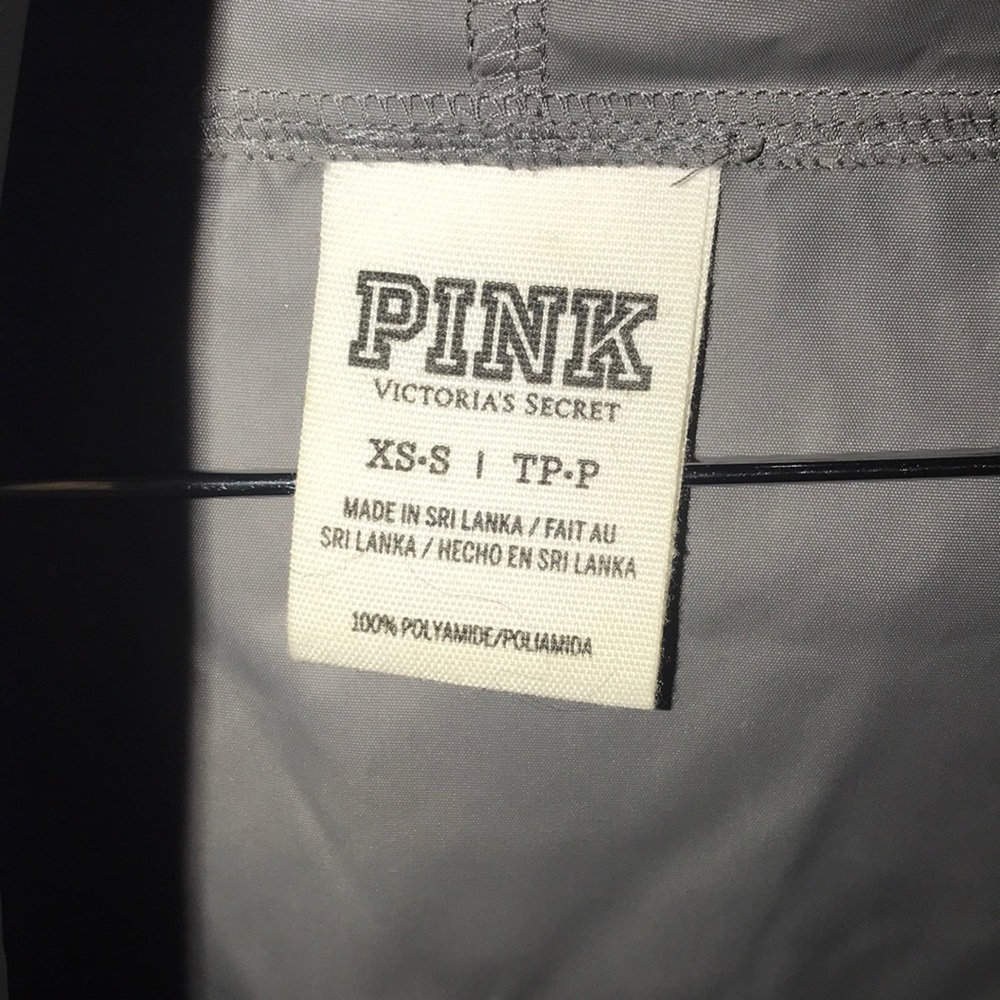 PINK
VICTORIA'S SECRET
XS·S | TP·P
MADE IN SRI LANKA / FAIT AU
SRI LANKA / HECHO EN SRI LANKA
100% POLYAMIDE/POLIAMIDA